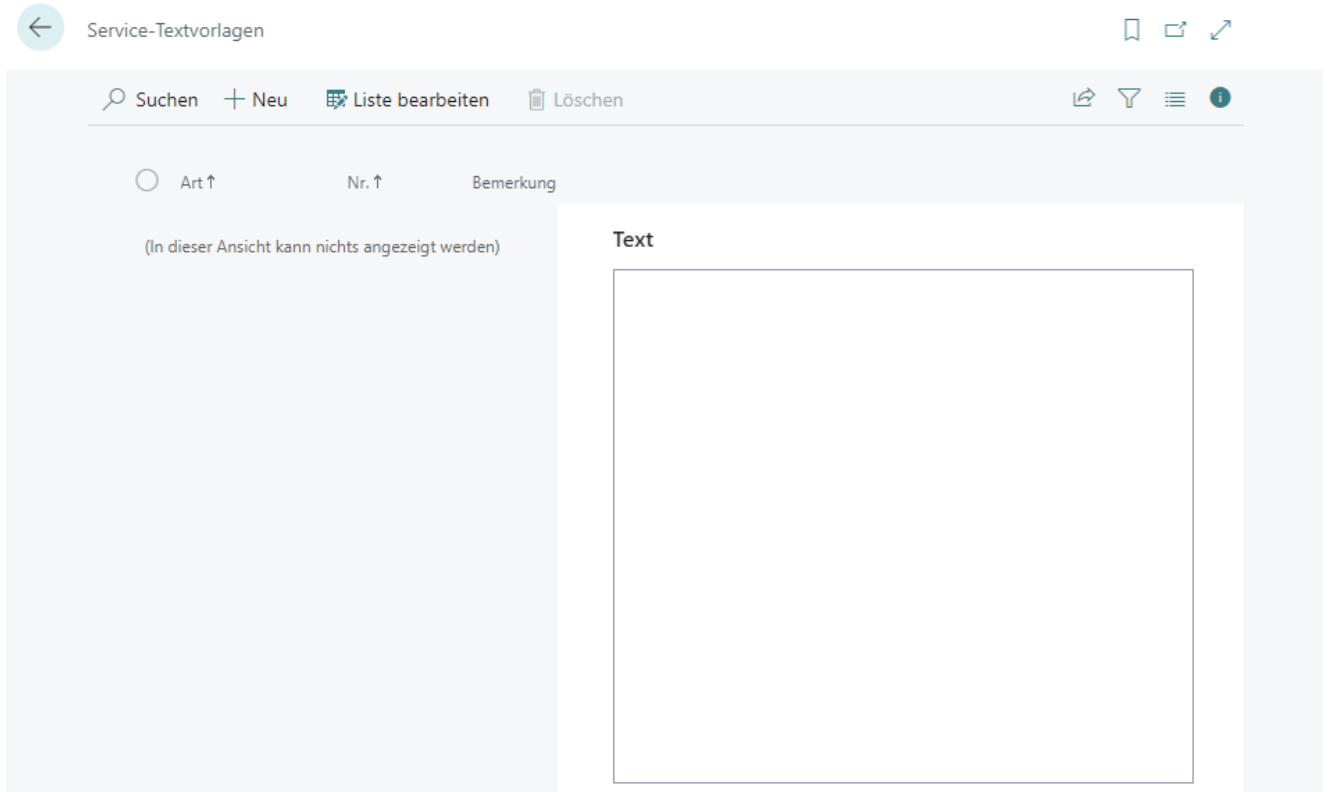 Service-Textvorlagen
Suchen Neu Liste bearbeiten Löschen
Art Nr. Bemerkung
(In dieser Ansicht kann nichts angezeigt werden)
Text